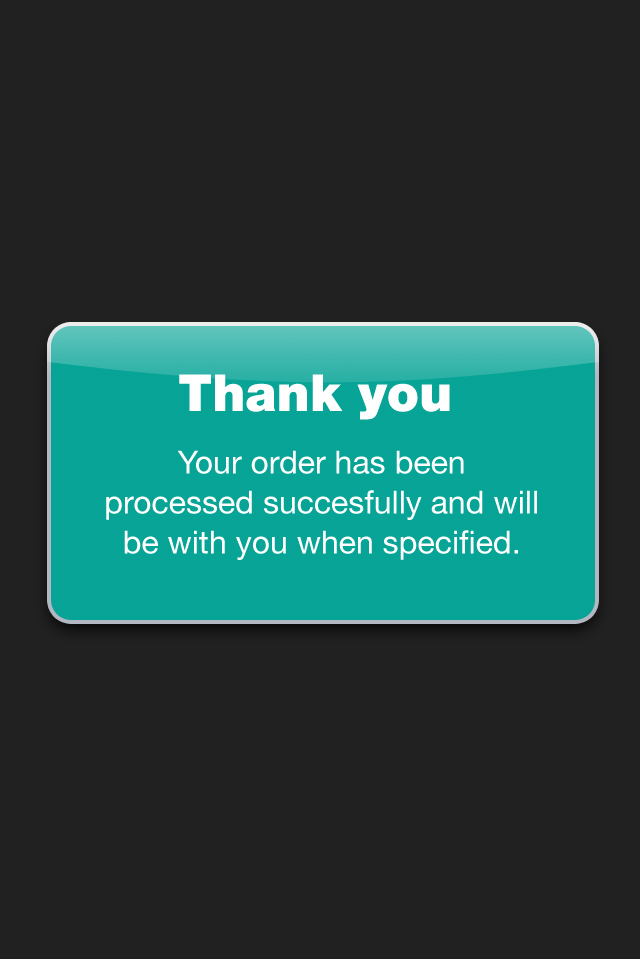 Thank you
Your order has been
processed succesfully and will
be with you when specified.